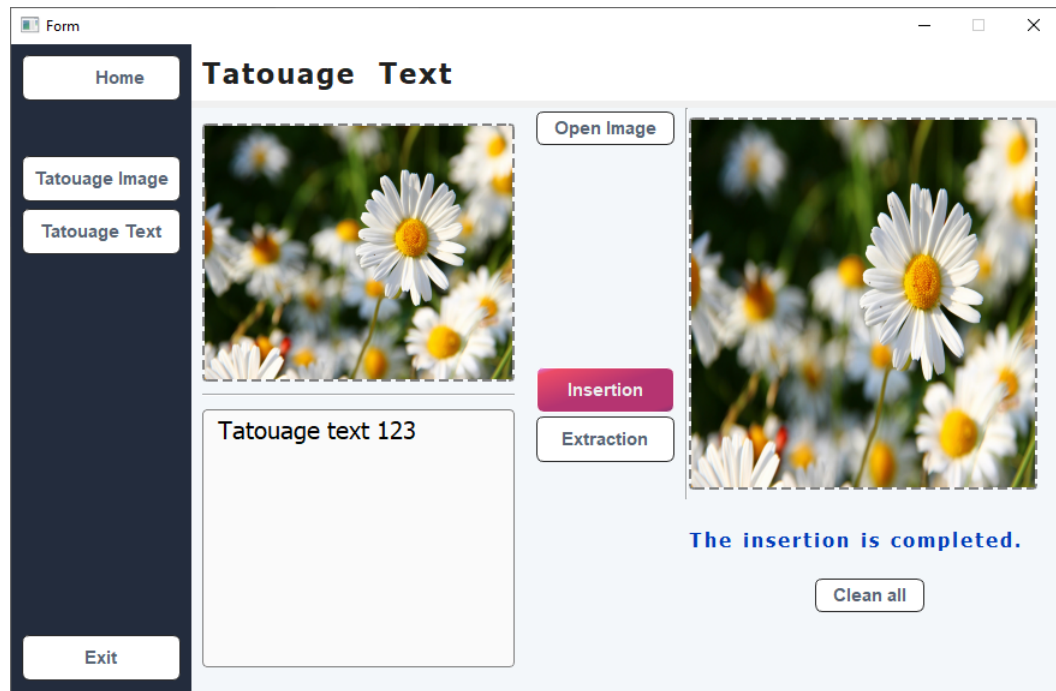 Form
Home
Tatouage Image
Tatouage Text
Exit
Tatouage Text
Open Image
Insertion
Extraction
Tatouage text 123
The insertion is completed.
Clean all